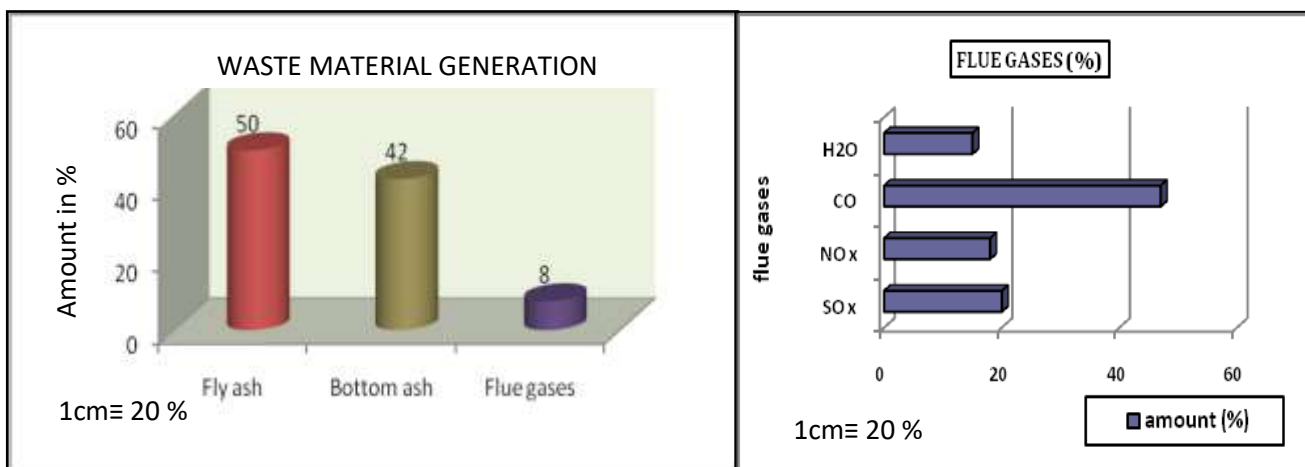 WASTE MATERIAL GENERATION
Amount in %
60
40
20
0
50
42
8
Fly ash
Bottom ash
Flue gases
1cm≡ 20 %
FLUE GASES (%)
flue gases
H2O
CO
NOx
SOx
0
20
40
60
amount (%)
1cm≡ 20 %